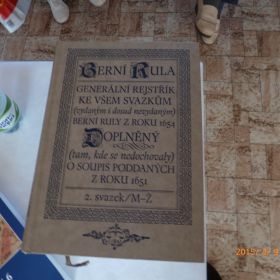 BERNÍ RULA
GENERÁLNÍ REJSTŘÍK
KE VŠEM SVAZKŮM
(vydaným i dosud nevydaným)
BERNÍ RULY Z ROKU 1654
DOPLNĚNÝ
(tam, kde se nedochovaly)
O SOUPIS PODDANÝCH
Z ROKU 1651
2. svazek/M–Ž